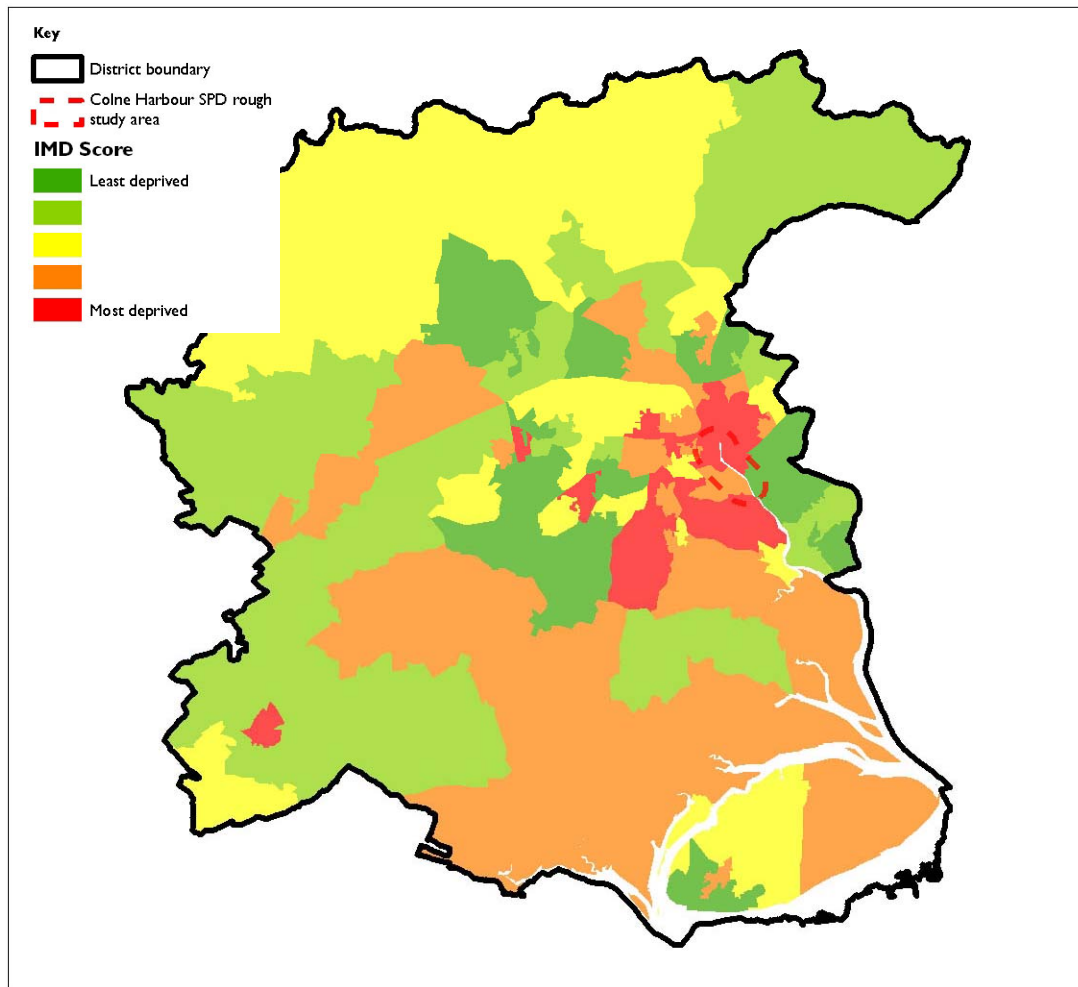 Key
District boundary
Colne Harbour SPD rough
study area
IMD Score
Least deprived
Most deprived